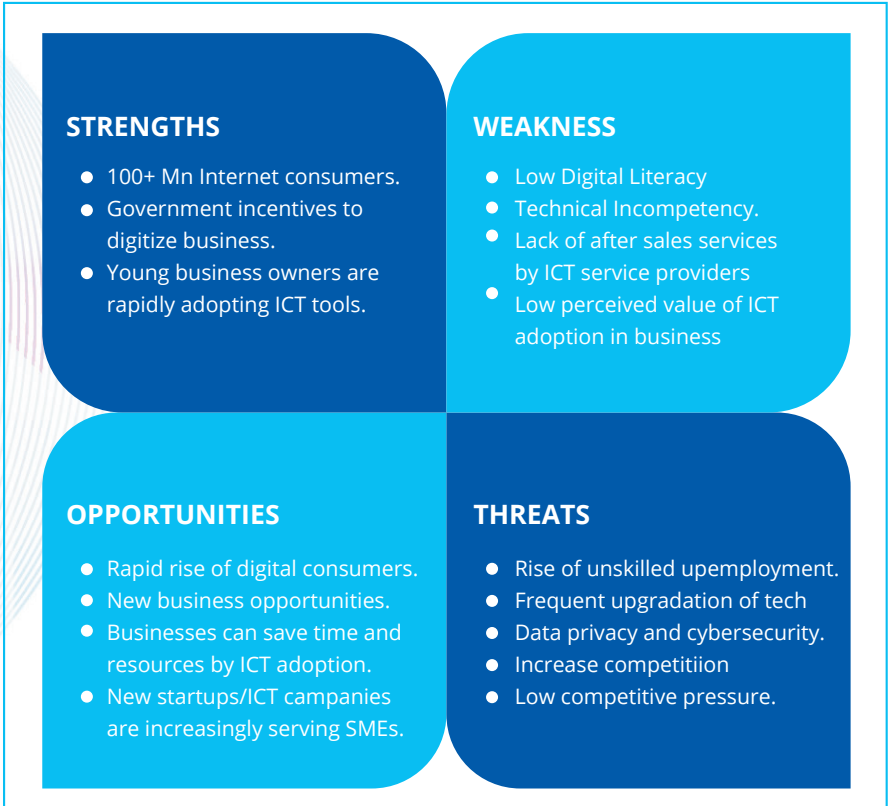 STRENGTHS
100+ Mn Internet consumers.
Government incentives to
digitize business.
Young business owners are
rapidly adopting ICT tools.
WEAKNESS
Low Digital Literacy
Technical Incompetency.
Lack of after sales services
by ICT service providers
Low perceived value of ICT
adoption in business
OPPORTUNITIES
Rapid rise of digital consumers.
New business opportunities.
Businesses can save time and
resources by ICT adoption.
New startups/ICT campanies
are increasingly serving SMEs.
THREATS
Rise of unskilled upemployment.
Frequent upgradation of tech
Data privacy and cybersecurity.
Increase competitiion
Low competitive pressure.